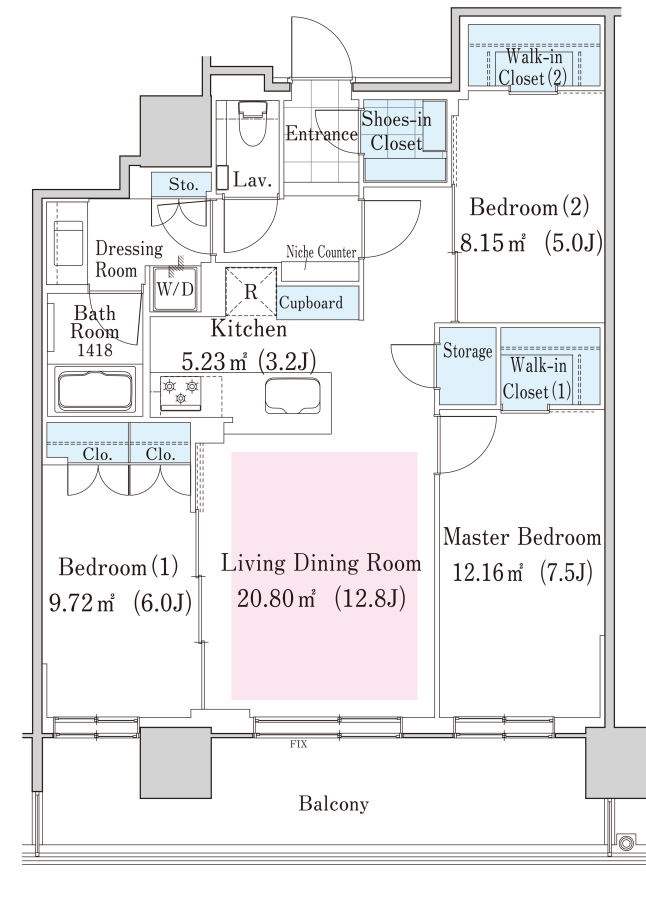 Walk-in
Closet(2)
Shoes-in
Closet
Entrance
Lav.
Sto.
Bedroom(2)
8.15㎡ (5.0J)
Dressing
Room
Niche Counter
W/D
R
Cupboard
Bath
Room
1418
Kitchen
5.23㎡ (3.2J)
Storage
Walk-in
Closet(1)
Clo.
Clo.
Master Bedroom
12.16㎡ (7.5J)
Living Dining Room
20.80㎡ (12.8J)
Bedroom(1)
9.72㎡ (6.0J)
FIX
Balcony